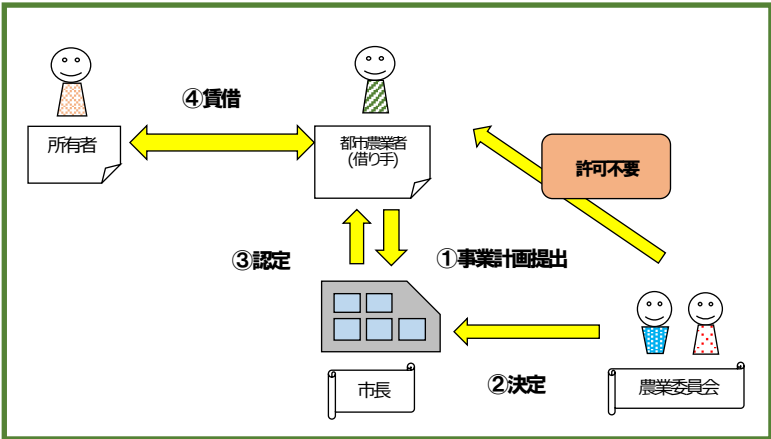 ④賃借
所有者
都市農業者
(借り手)
許可不要
③認定
①事業計画提出
市長
②決定
農業委員会